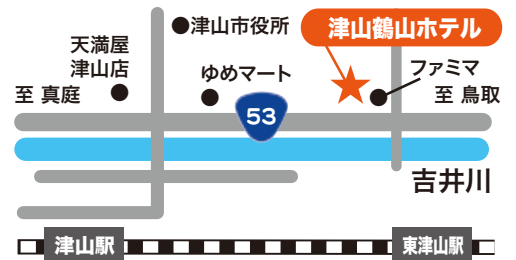 津山市役所
津山鶴山ホテル
天満屋
津山店
ゆめマート
ファミマ
至 真庭
至 鳥取
53
吉井川
津山駅
東津山駅